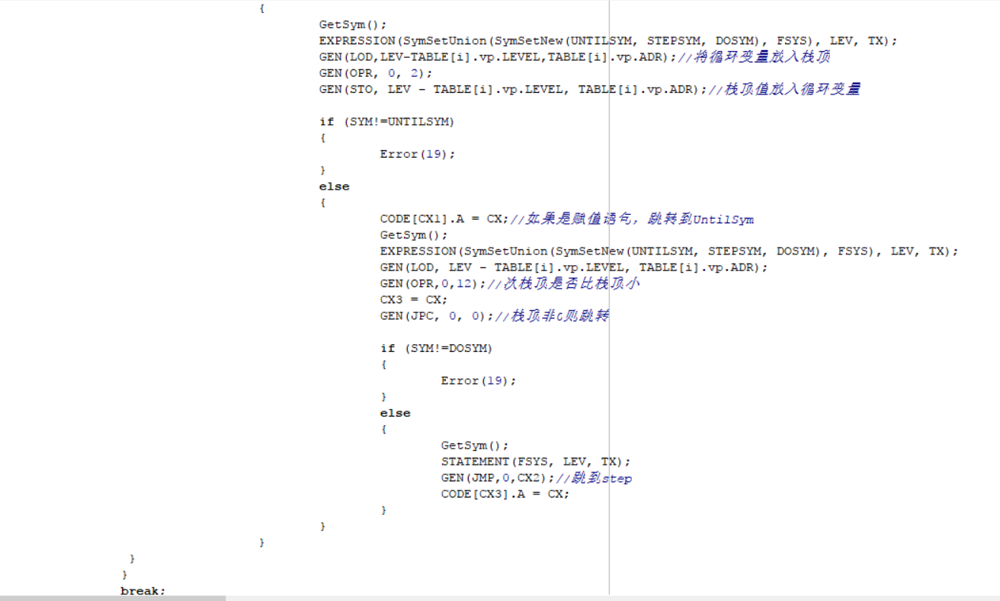 {
GetSym();
EXPRESSION(SymSetUnion(SymSetNew(UNTILSYM, STEPSYM, DOSYM), FSYS), LEV, TX);
GEN(LOD,LEV-TABLE[i].vp.LEVEL,TABLE[i].vp.ADR);//将循环变量放入栈顶
GEN(OPR, 0, 2);
GEN(STO, LEV - TABLE[i].vp.LEVEL, TABLE[i].vp.ADR);//栈顶值放入循环变量
if (SYM!=UNTILSYM)
{
Error(19);
}
else
{
CODE[CX1].A = CX;//如果是赋值语句，跳转到UntilSym
GetSym();
EXPRESSION(SymSetUnion(SymSetNew(UNTILSYM, STEPSYM, DOSYM), FSYS), LEV, TX);
GEN(LOD, LEV - TABLE[i].vp.LEVEL, TABLE[i].vp.ADR);
GEN(OPR,0,12);//次栈顶是否比栈顶小
CX3 = CX;
GEN(JPC, 0, 0);//栈顶非0则跳转
if (SYM!=DOSYM)
{
Error(19);
}
else
{
GetSym();
STATEMENT(FSYS, LEV, TX);
GEN(JMP,0,CX2);//跳到step
CODE[CX3].A = CX;
}
}
}
}
}
break;